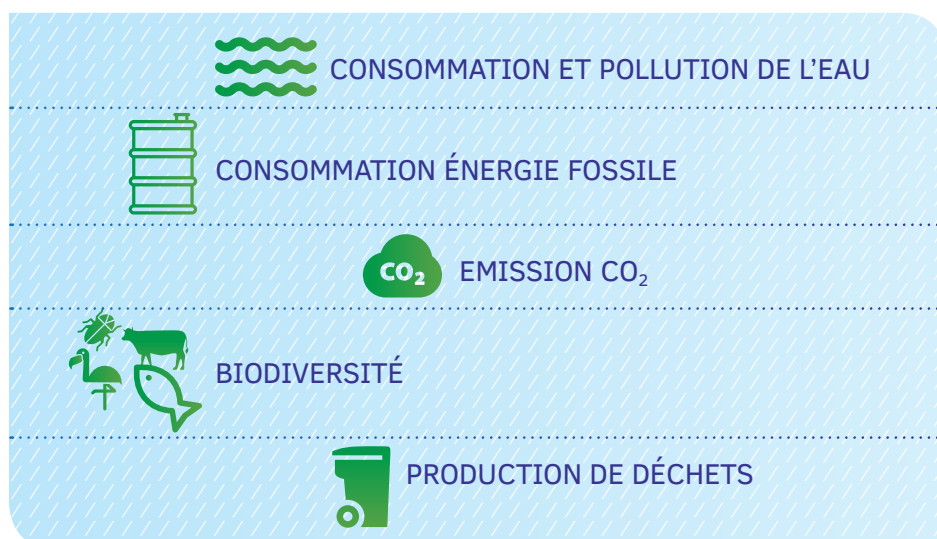 CONSOMMATION ET POLLUTION DE L'EAU
CONSOMMATION ÉNERGIE FOSSILE
CO₂ EMISSION CO₂
BIODIVERSITÉ
PRODUCTION DE DÉCHETS